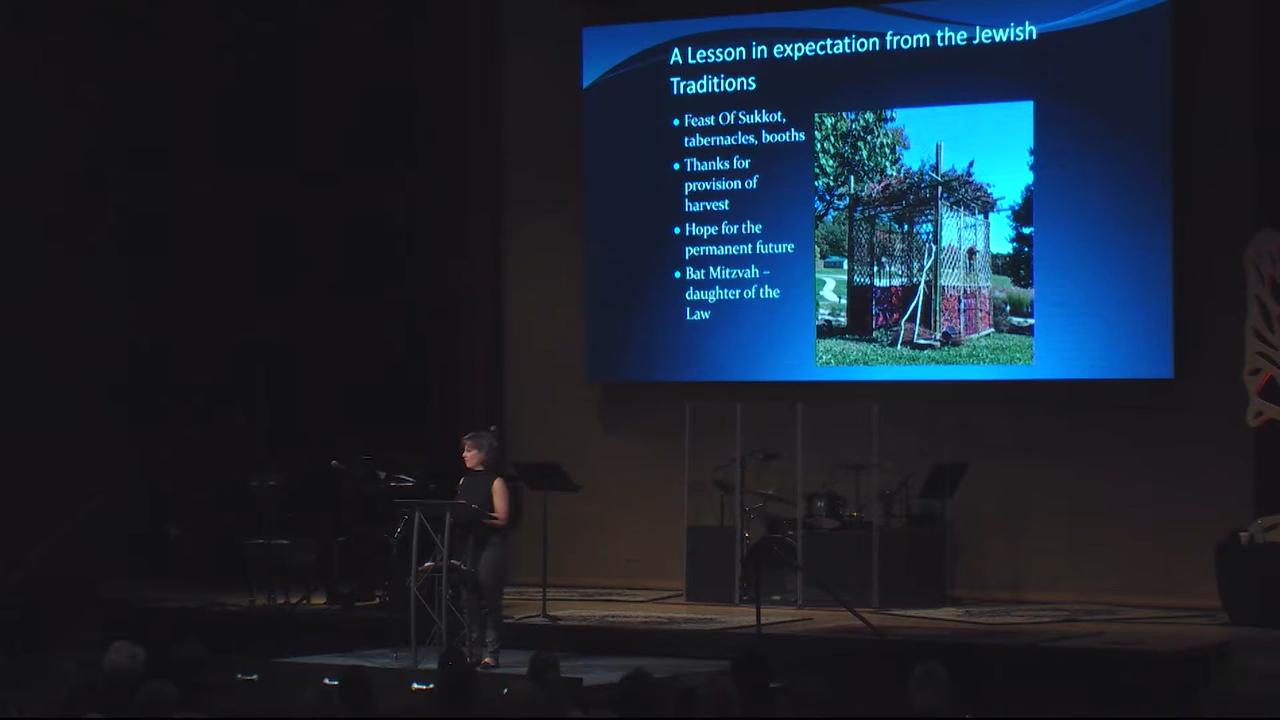 A Lesson in expectation from the Jewish
Traditions
• Feast Of Sukkot,
tabernacles, booths
• Thanks for
provision of
harvest
• Hope for the
permanent future
• Bat Mitzvah –
daughter of the
Law